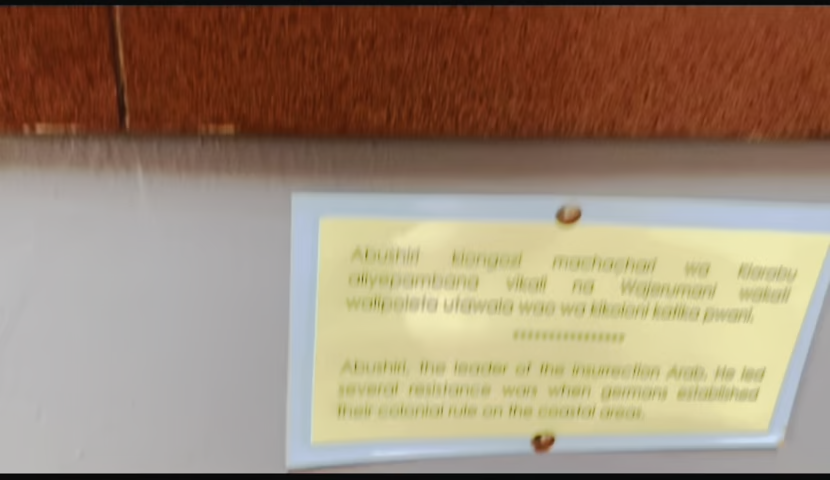 Abushiri kiongozi machachari wa Kiarabu
aliyepambana vikali na Wajerumani wakati
walipoleta utawala wao wa kikoloni katika pwani.
****************
Abushiri, the leader of the insurrection Arab. He led
several resistance wars when germans established
their colonial rule on the coastal areas.